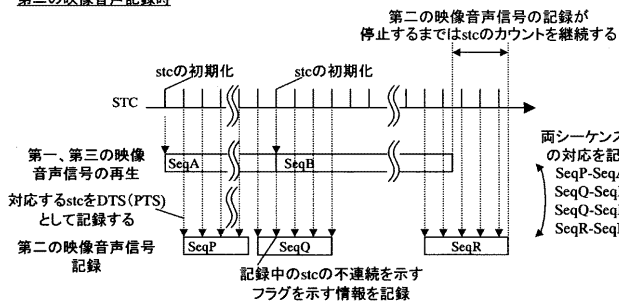 第二の映像音声記録時
第二の映像音声信号の記録が
停止するまではstcのカウントを継続する
stcの初期化
stcの初期化
STC
第一、第三の映像
音声信号の再生
SeqA
SeqB
対応するstcをDTS(PTS)
として記録する
第二の映像音声信号
記録
SeqP
SeqQ
SeqR
記録中のstcの不連続を示す
フラグを示す情報を記録
両シーケンス
の対応を記
SeqP-Seq
SeqQ-Seq
SeqQ-Seq
SeqR-Seq